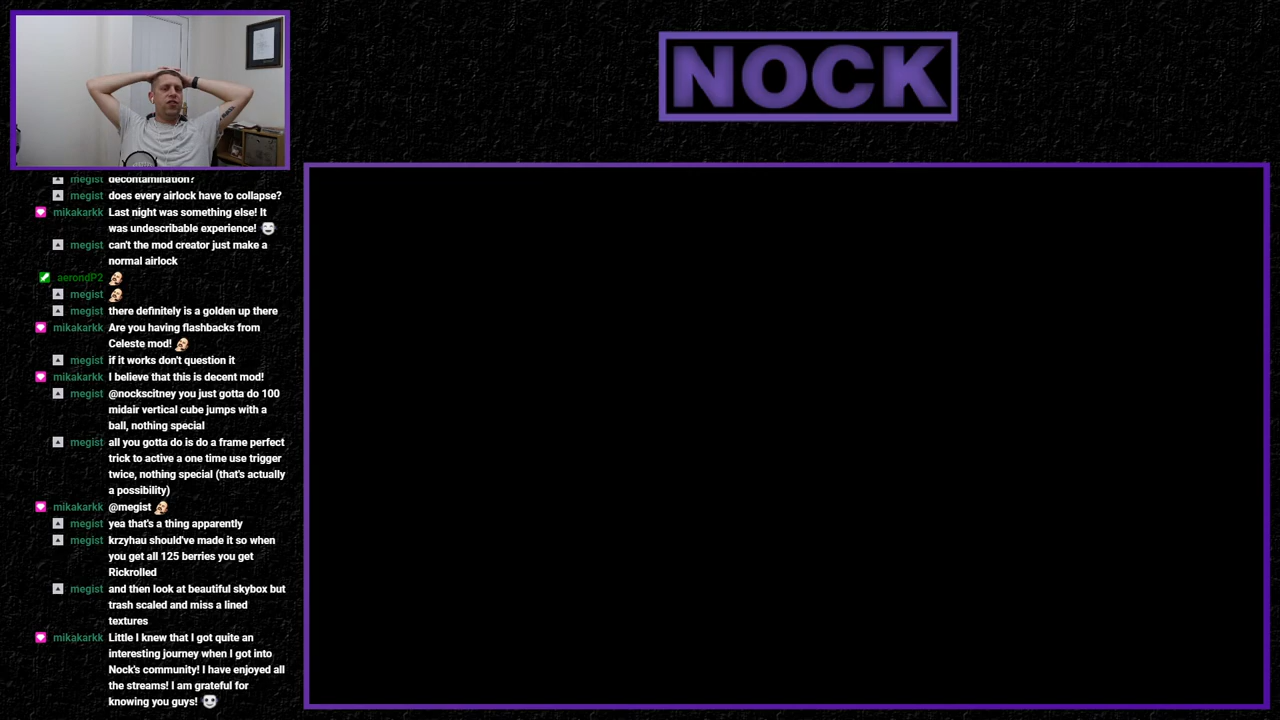 NOCK
megist decontamination?
megist does every airlock have to collapse?
mikakarkk Last night was something else! It
was undescribable experience!
megist can't the mod creator just make a
normal airlock
aerondP2
megist
megist there definitely is a golden up there
mikakarkk Are you having flashbacks from
Celeste mod!
megist if it works don't question it
mikakarkk I believe that this is decent mod!
megist @nockscitney you just gotta do 100
midair vertical cube jumps with a
ball, nothing special
megist all you gotta do is do a frame perfect
trick to active a one time use trigger
twice, nothing special (that's actually
a possibility)
mikakarkk @megist
megist yea that's a thing apparently
megist krzyhau should've made it so when
you get all 125 berries you get
Rickrolled
megist and then look at beautiful skybox but
trash scaled and miss a lined
textures
mikakarkk Little I knew that I got quite an
interesting journey when I got into
Nock's community! I have enjoyed all
the streams! I am grateful for
knowing you guys!